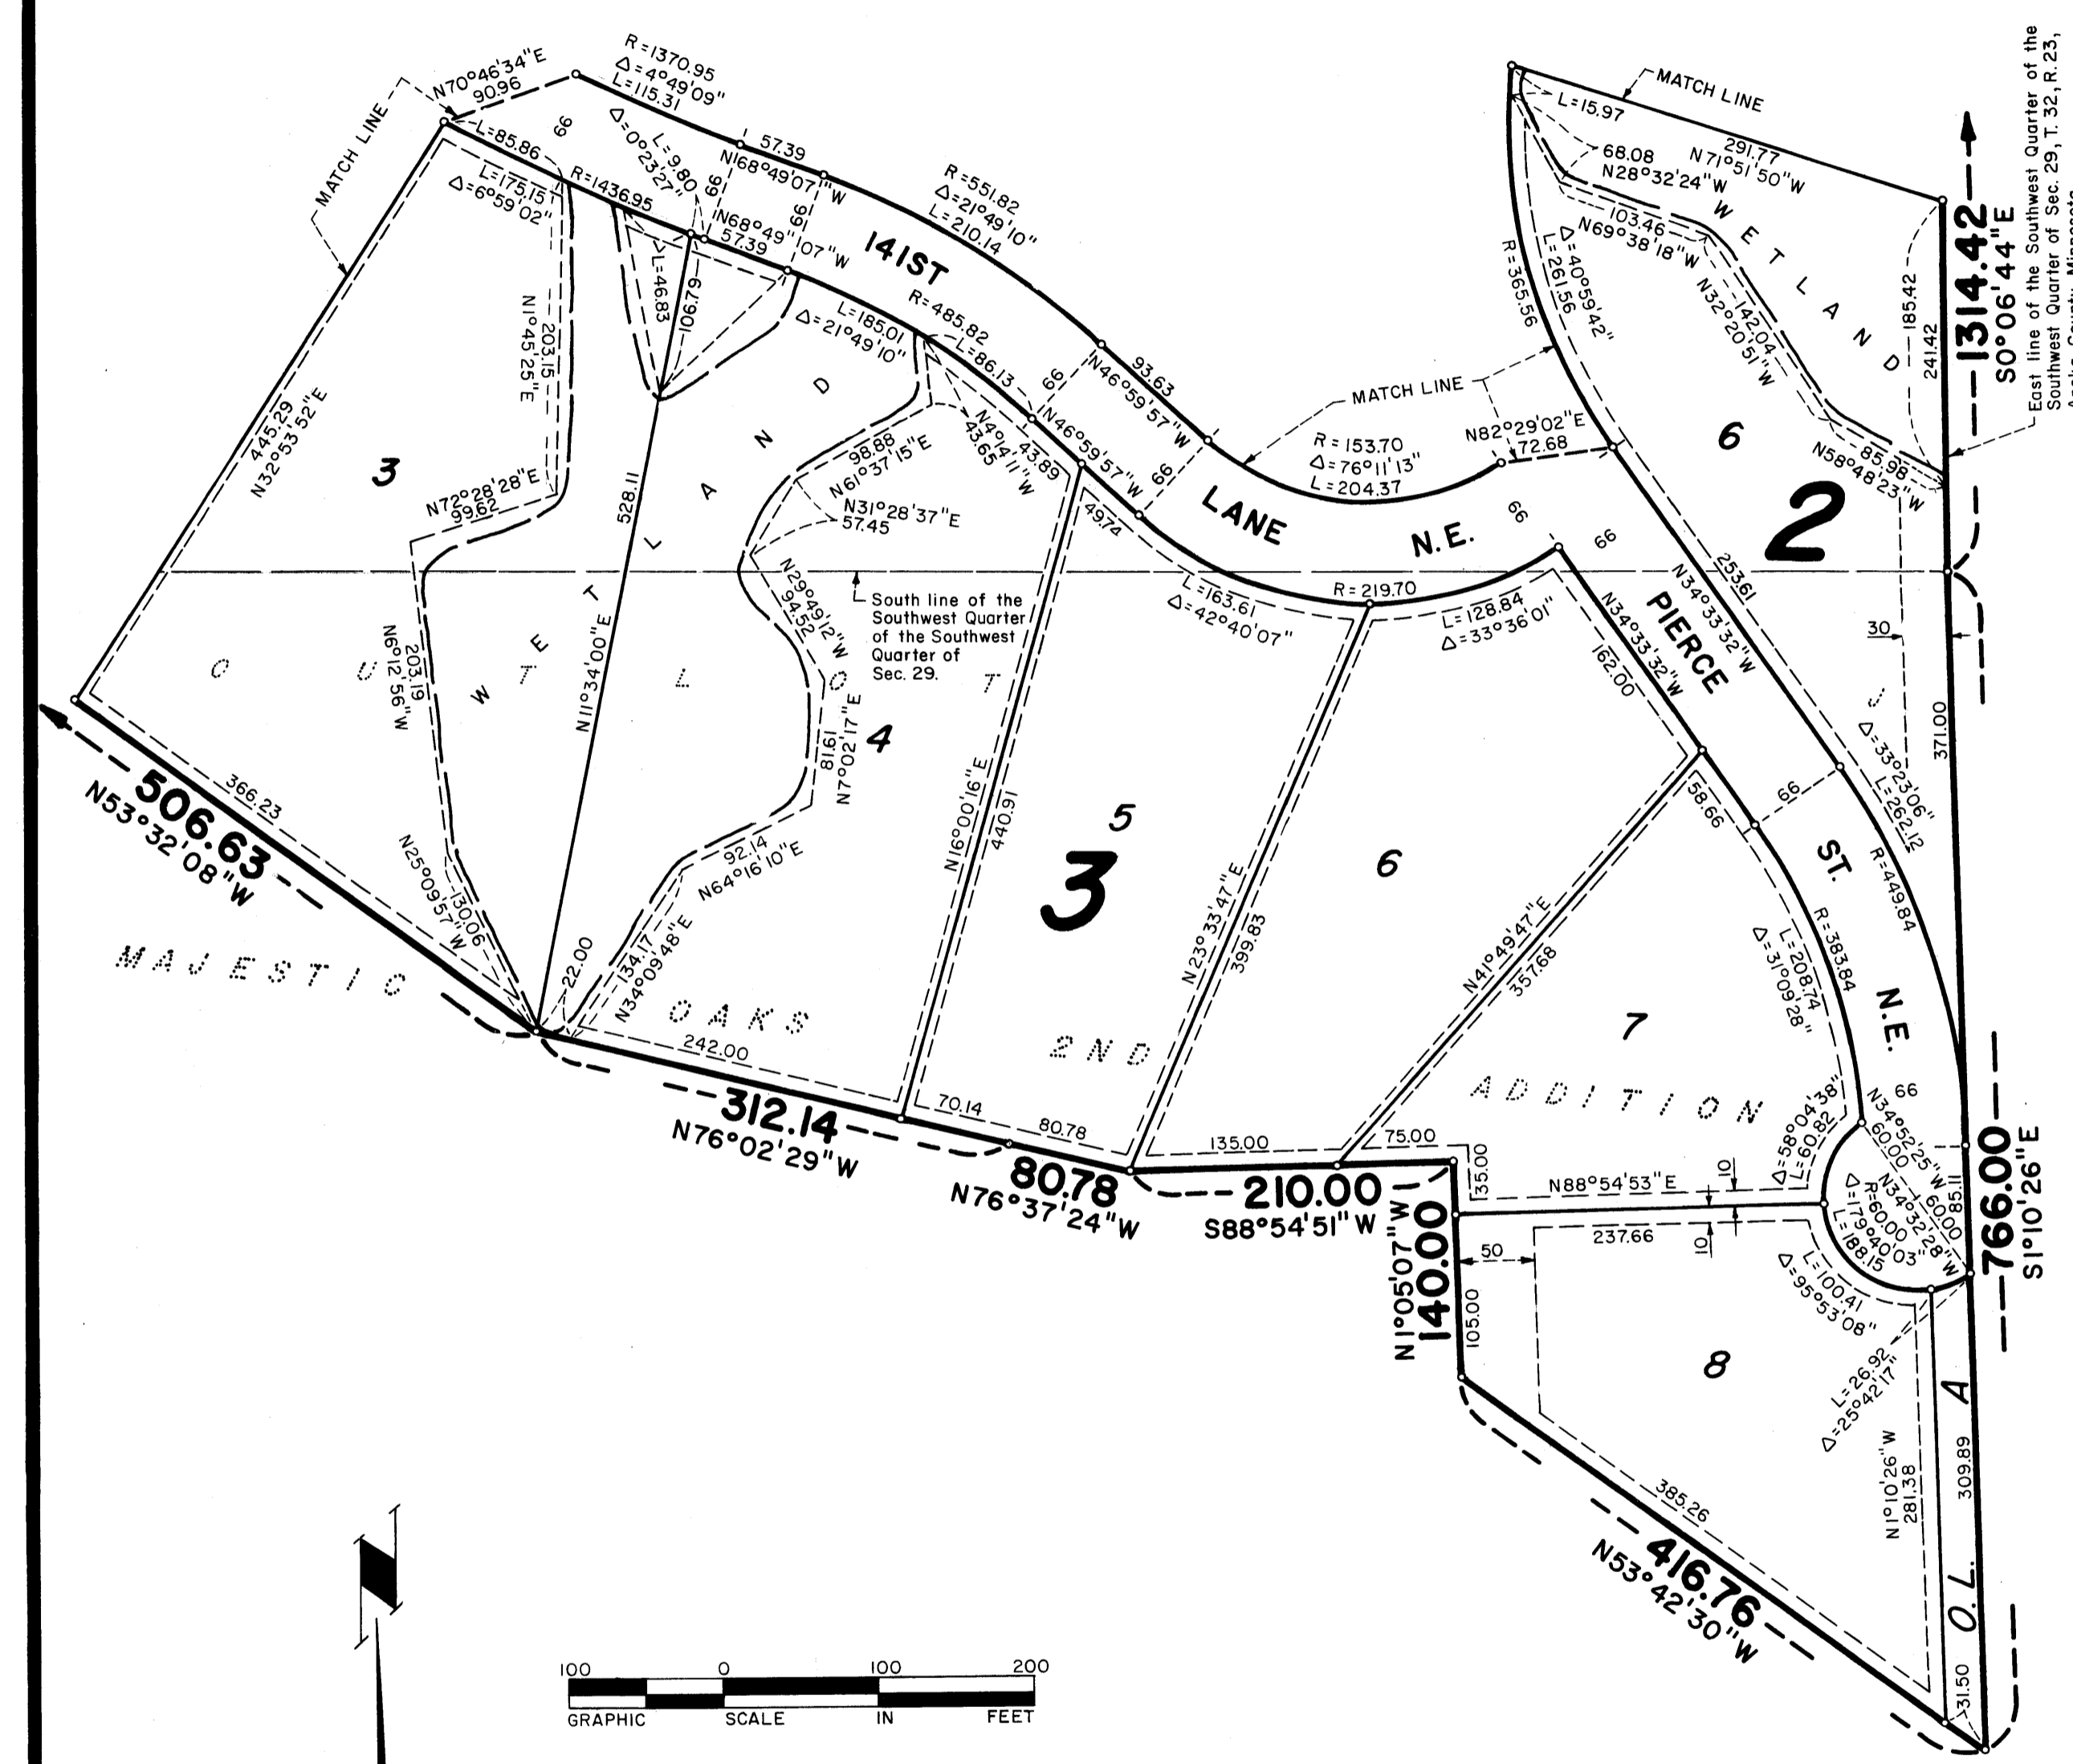 R=1370.95
Δ=4°49'09"
L=115.31
N70°46'34"E
90.96
MATCH LINE
L=85.86
66
L=175.15
Δ=6°59'02"
R=1436.95
Δ=0°23'27"
L=9.80
66
57.39
N68°49'07"W
66
N68°49'07"W
57.39
R=551.82
Δ=21°49'10"
L=210.14
141ST
LANE
N.E.
L=46.83
106.79
R=485.82
L=185.01
Δ=21°49'10"
L=86.13
66
93.63
N46°59'57"W
N46°59'57"W
66
43.89
N4°14'11"W
43.65
MATCH LINE
R=153.70
Δ=76°11'13"
L=204.37
N82°29'02"E
72.68
MATCH LINE
L=15.97
291.77
N71°51'50"W
68.08
N28°32'24"W
103.46
N69°38'18"W
WETLAND
R=365.56
Δ=40°59'42"
L=261.56
142.04
N32°20'51"W
185.42
241.42
1314.42
S0°06'44"E
East line of the Southwest Quarter of the
Southwest Quarter of Sec. 29, T. 32, R. 23,
6
85.98
N58°48'23"W
2
445.29
N32°53'52"E
3
N1°45'25"E
203.15
N72°28'28"E
99.62
528.11
N11°34'00"E
WETLAND
98.88
N61°37'15"E
N31°28'37"E
57.45
N29°49'12"W
94.52
South line of the
Southwest Quarter
of the Southwest
Quarter of
Sec. 29.
OUTLOT J
N6°12'56"W
203.19
4
81.61
N7°02'17"E
49.74
L=163.61
Δ=42°40'07"
R=219.70
L=128.84
Δ=33°36'01"
66
66
PIERCE
ST.
N.E.
N34°33'32"W
253.61
N34°33'32"W
162.00
30
371.00
Δ=33°23'06"
L=262.12
R=449.84
66
58.66
366.23
506.63
N53°32'08"W
N25°09'57"W
130.06
22.00
92.14
N64°16'10"E
134.17
N34°09'48"E
N16°00'16"E
440.91
5
3
N23°33'47"E
399.83
6
N41°49'47"E
357.68
7
R=383.84
L=208.74
Δ=31°09'28"
MAJESTIC
OAKS
2ND
ADDITION
242.00
312.14
N76°02'29"W
70.14
80.78
80.78
N76°37'24"W
135.00
75.00
210.00
S88°54'51"W
35.00
N1°05'07"W
140.00
105.00
50
N88°54'53"E
10
237.66
10
Δ=58°04'38"
L=60.82
66
N34°52'25"W
60.00
N34°32'28"W
60.00
R=60.00
Δ=179°40'03"
L=188.15
85.11
766.00
S1°10'26"E
L=100.41
Δ=95°53'08"
L=26.92
Δ=25°42'17"
8
N1°10'26"W
281.38
309.89
O.L. A
385.26
416.76
N53°42'30"W
31.50
100 0 100 200
GRAPHIC SCALE IN FEET